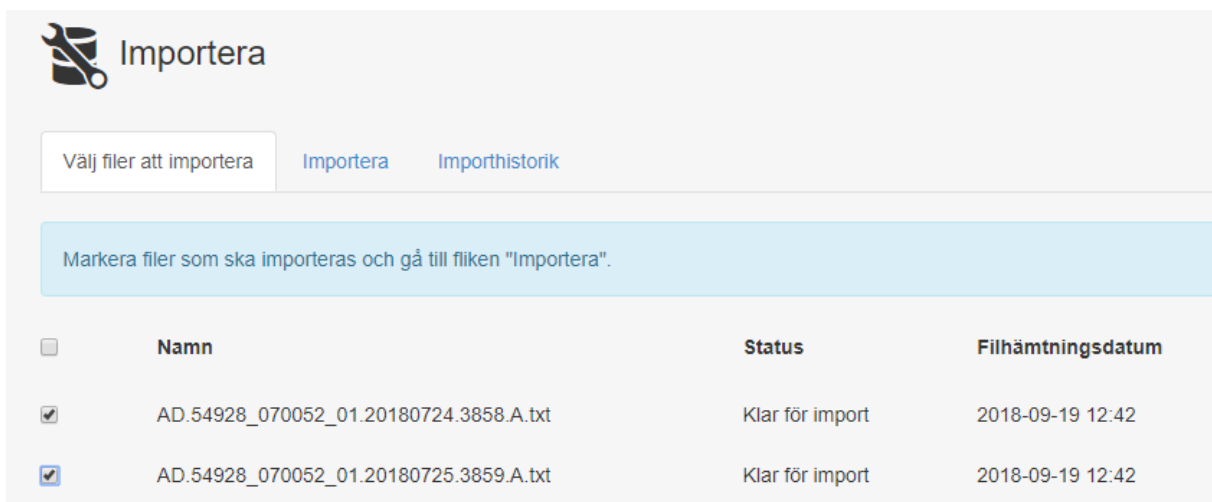 Importera
Välj filer att importera Importera Importhistorik
Markera filer som ska importeras och gå till fliken "Importera".
Namn Status Filhämtningsdatum
AD.54928_070052_01.20180724.3858.A.txt Klar för import 2018-09-19 12:42
AD.54928_070052_01.20180725.3859.A.txt Klar för import 2018-09-19 12:42